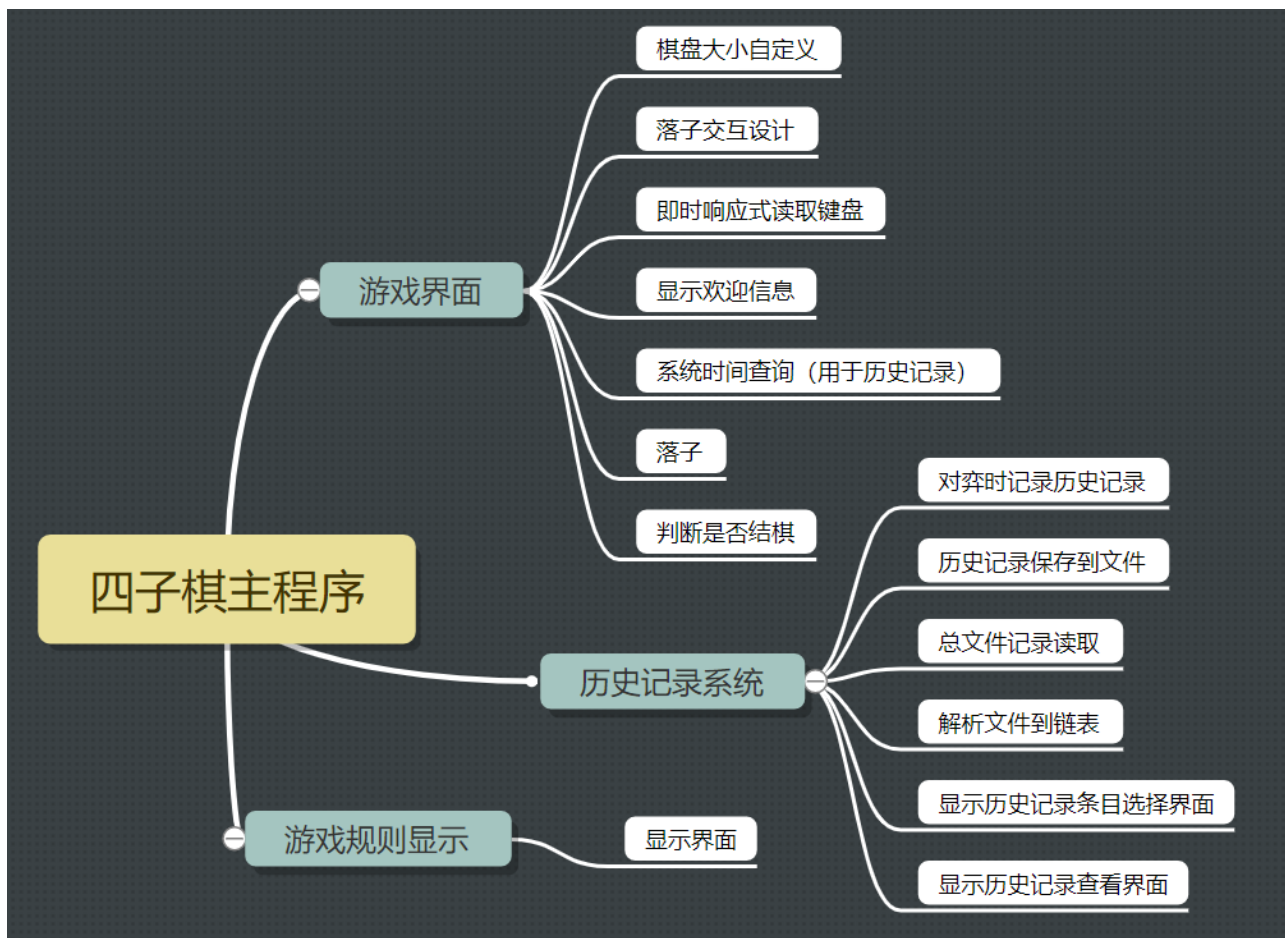 四子棋主程序
游戏界面
棋盘大小自定义
落子交互设计
即时响应式读取键盘
显示欢迎信息
系统时间查询（用于历史记录）
落子
判断是否结棋
历史记录系统
对弈时记录历史记录
历史记录保存到文件
总文件记录读取
解析文件到链表
显示历史记录条目选择界面
显示历史记录查看界面
游戏规则显示
显示界面